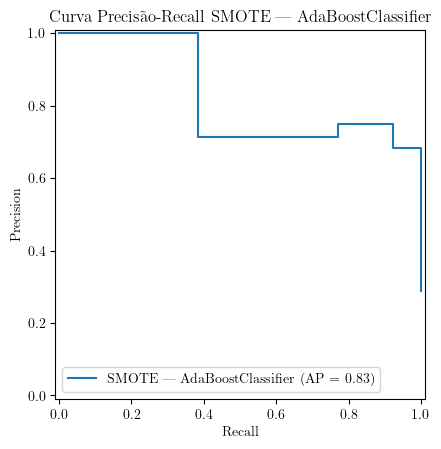 Curva Precisão-Recall SMOTE — AdaBoostClassifier
1.0
0.8
0.6
0.4
0.2
0.0
Precision
SMOTE — AdaBoostClassifier (AP = 0.83)
0.0 0.2 0.4 0.6 0.8 1.0
Recall